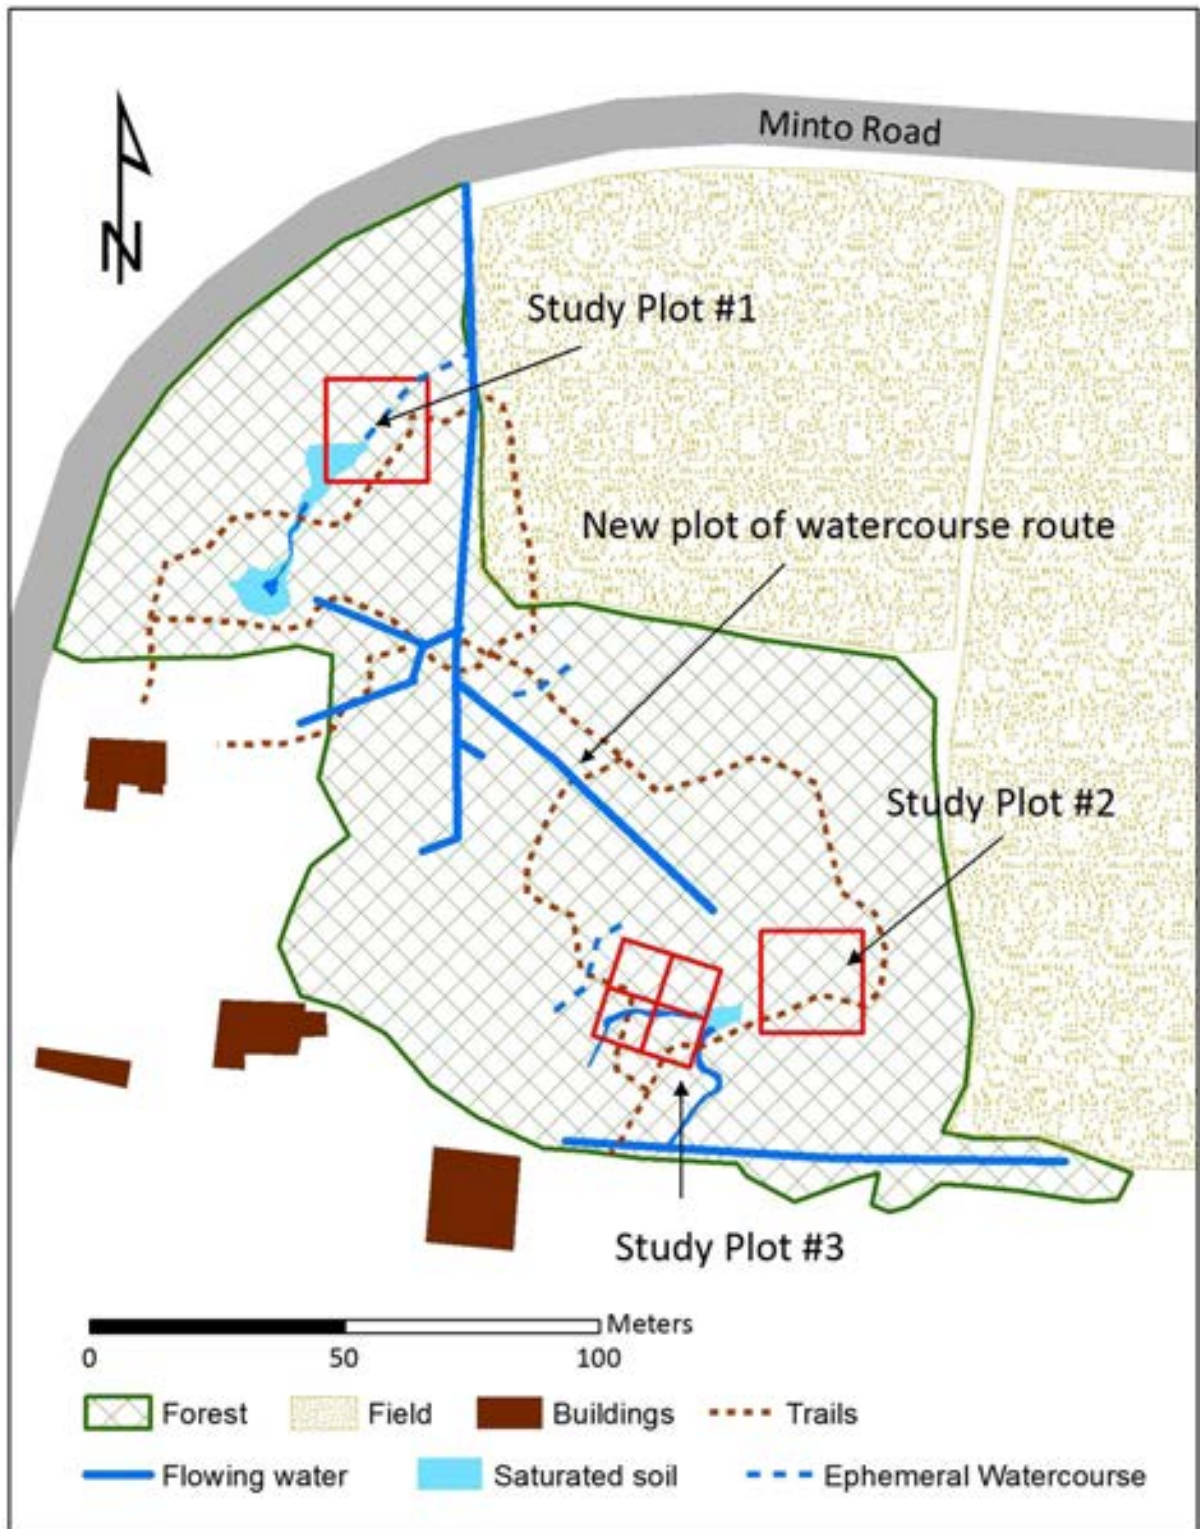 Minto Road
N
Study Plot #1
New plot of watercourse route
Study Plot #2
Study Plot #3
Meters
0 50 100
Forest Field Buildings Trails
Flowing water Saturated soil Ephemeral Watercourse